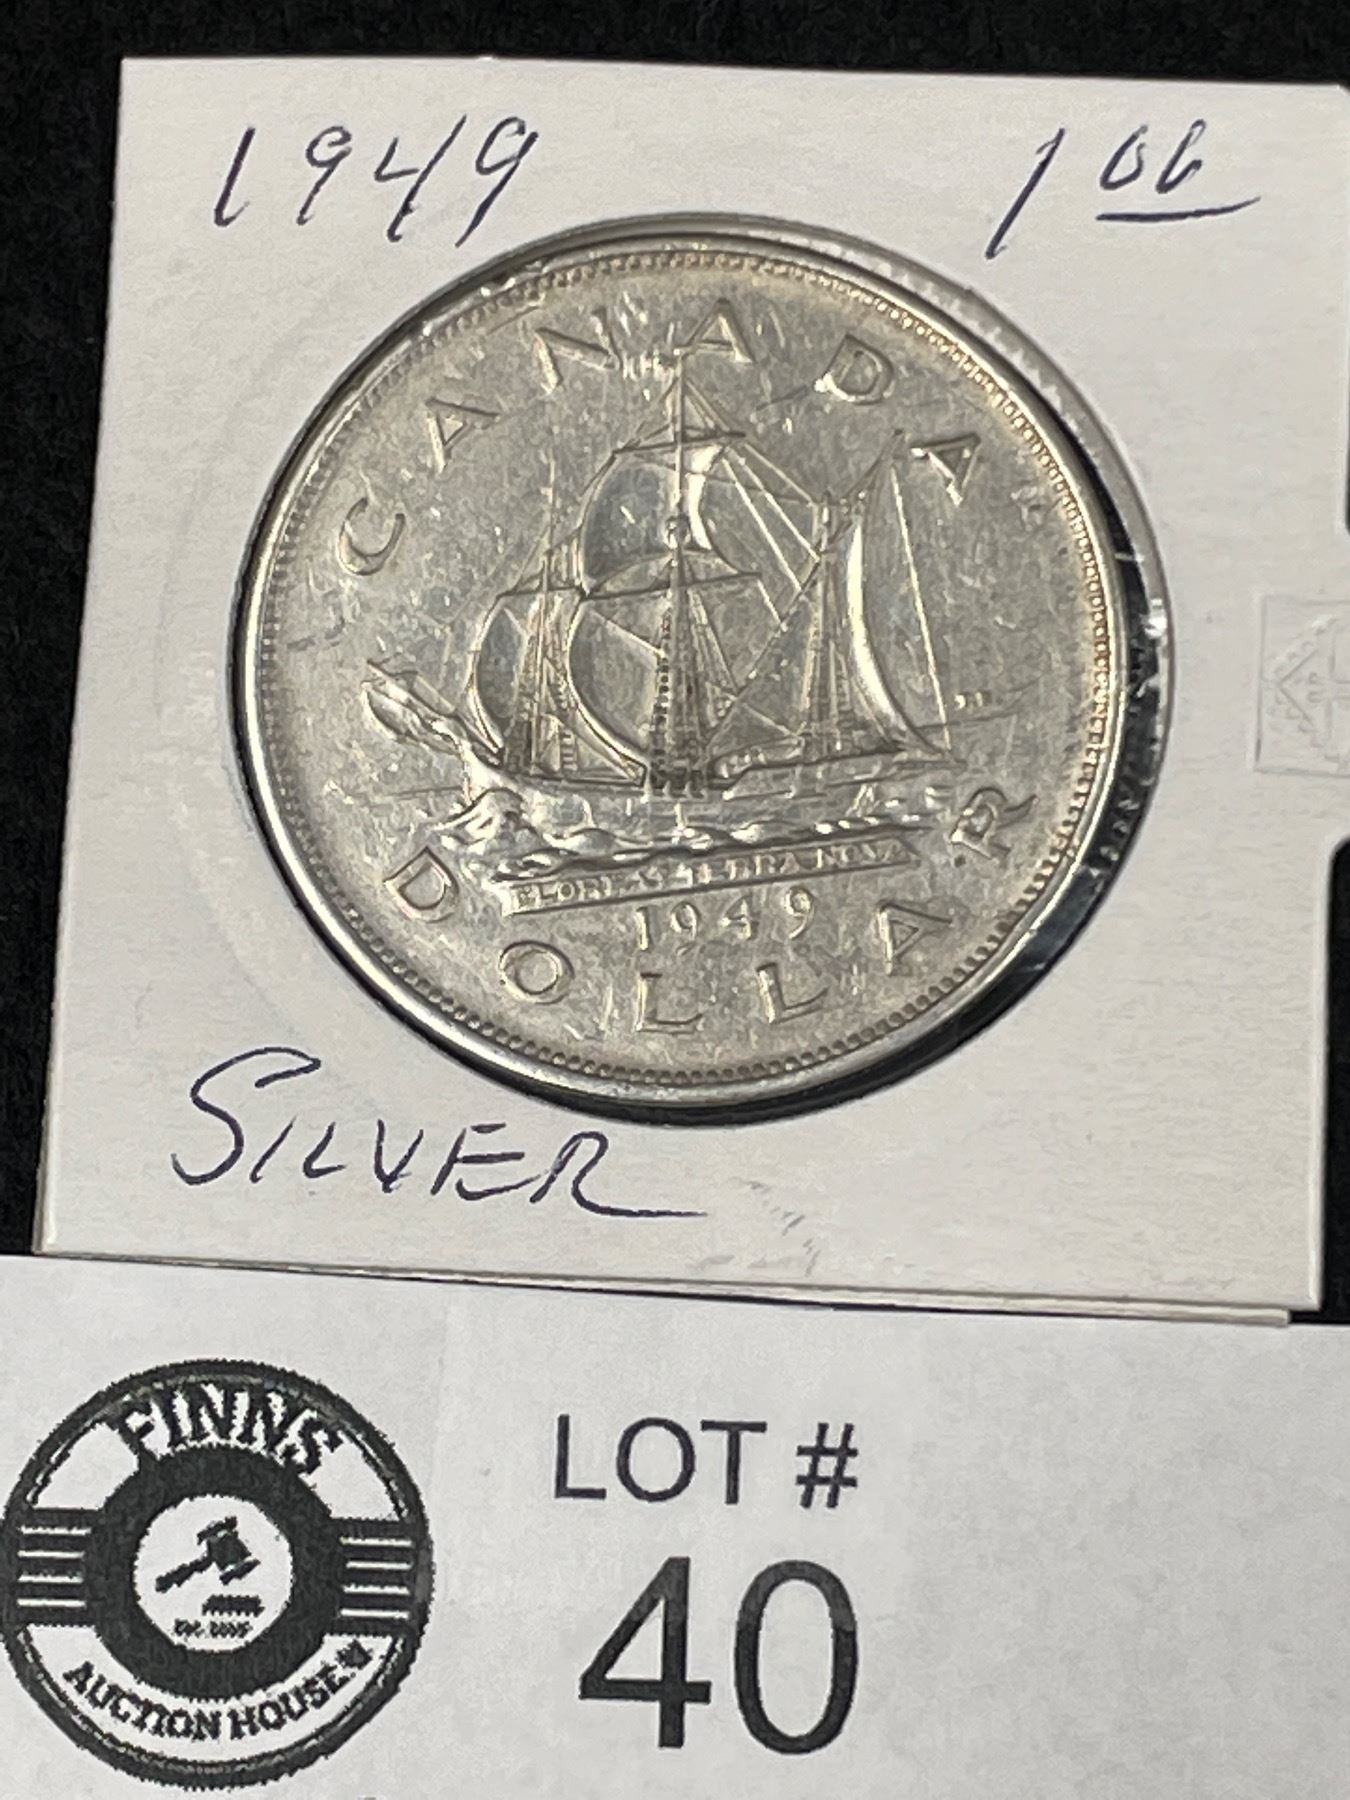 1949 1 00
CANADA
FLOREAT TERRA NOVA
1949
DOLLAR
SILVER
FINNS
AUCTION HOUSE
LOT #
40